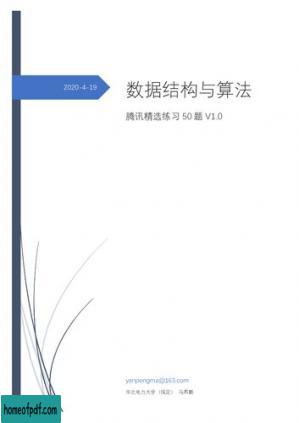 2020-4-19
数据结构与算法
腾讯精选练习 50 题 V1.0
yanpengma@163.com
华北电力大学（保定） 马燕鹏
homeofpdf.com